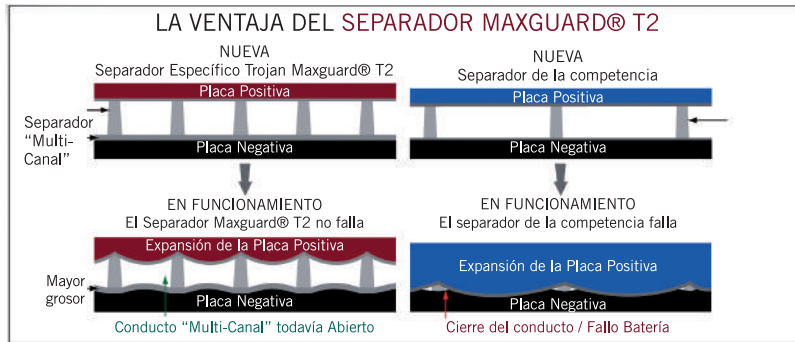 LA VENTAJA DEL SEPARADOR MAXGUARD® T2
NUEVA
Separador Específico Trojan Maxguard® T2
Placa Positiva
Separador
"Multi-
Canal"
Placa Negativa
NUEVA
Separador de la competencia
Placa Positiva
Placa Negativa
EN FUNCIONAMIENTO
El Separador Maxguard® T2 no falla
Expansión de la Placa Positiva
Mayor
grosor
Placa Negativa
Conducto "Multi-Canal" todavía Abierto
EN FUNCIONAMIENTO
El separador de la competencia falla
Expansión de la Placa Positiva
Placa Negativa
Cierre del conducto / Fallo Batería